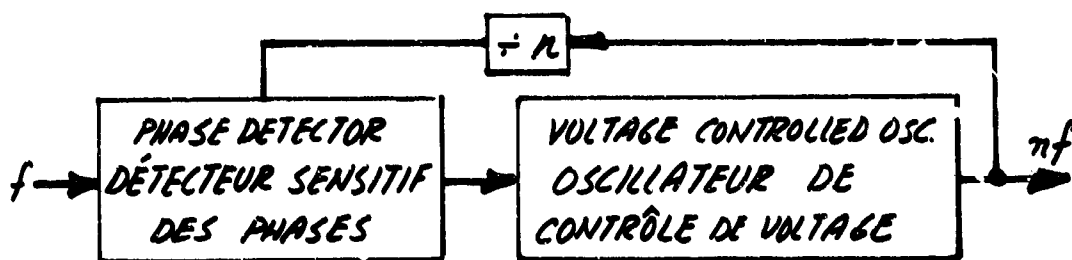 ÷ n
PHASE DETECTOR
DÉTECTEUR SENSITIF
DES PHASES
VOLTAGE CONTROLLED OSC.
OSCILLATEUR DE
CONTRÔLE DE VOLTAGE
f
nf